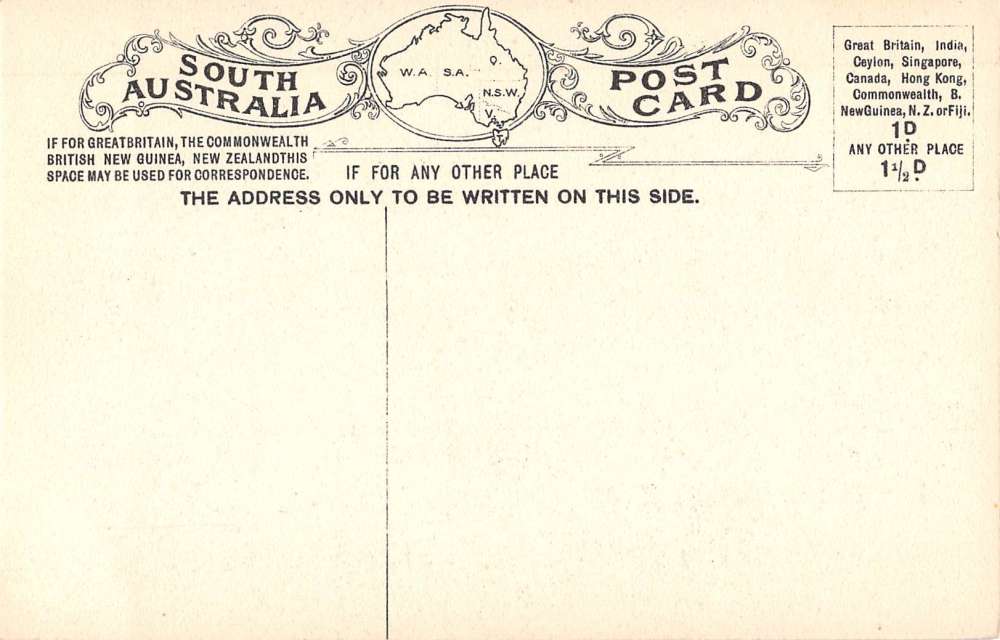 SOUTH
AUSTRALIA
W.A. S.A. Q.
N.S.W.
V.
T.
POST
CARD
Great Britain, India,
Ceylon, Singapore,
Canada, Hong Kong,
Commonwealth, B.
NewGuinea, N. Z. orFiji.
1D
ANY OTHER PLACE
1½D
IF FOR GREATBRITAIN, THE COMMONWEALTH
BRITISH NEW GUINEA, NEW ZEALANDTHIS
SPACE MAY BE USED FOR CORRESPONDENCE.
IF FOR ANY OTHER PLACE
THE ADDRESS ONLY TO BE WRITTEN ON THIS SIDE.